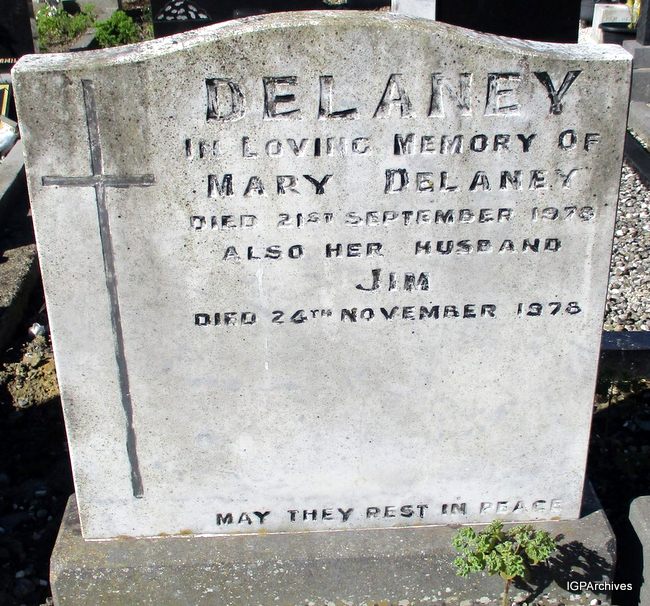 DELANEY
IN LOVING MEMORY OF
MARY DELANEY
DIED 21ST SEPTEMBER
ALSO HER HUSBAND
JIM
DIED 24TH NOVEMBER 1978
MAY THEY REST IN PEACE
IGPArchives